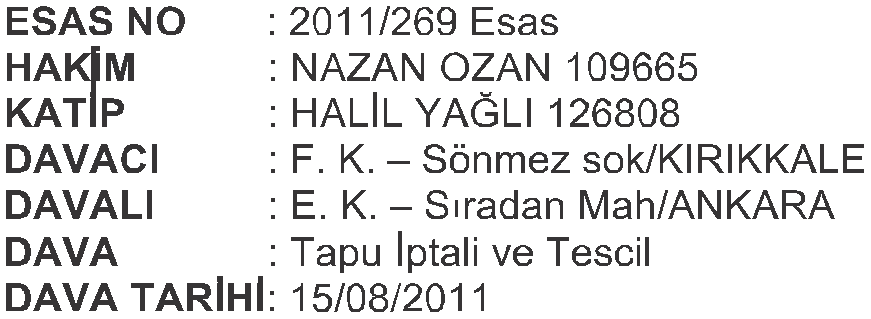 ESAS NO : 2011/269 Esas
HAKİM : NAZAN OZAN 109665
KATİP : HALİL YAĞLI 126808
DAVACI : F. K. – Sönmez sok/KIRIKKALE
DAVALI : E. K. – Sıradan Mah/ANKARA
DAVA : Tapu İptali ve Tescil
DAVA TARİHİ: 15/08/2011